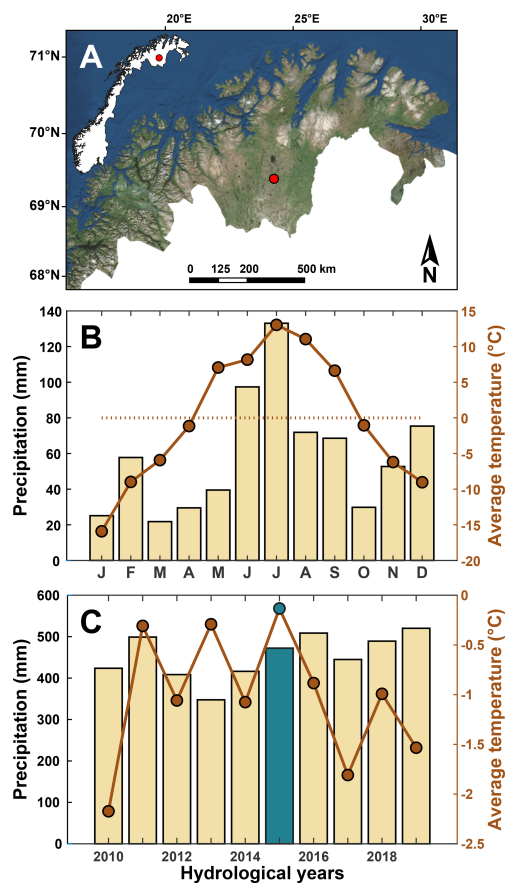 20°E 25°E 30°E
A
71°N
70°N
69°N
68°N
0 125 200 500 km
N
B
Precipitation (mm)
140
120
100
80
60
40
20
0
J F M A M J J A S O N D
15
10
5
0
-5
-10
-15
-20
Average temperature (°C)
C
Precipitation (mm)
600
500
400
300
200
100
0
2010 2012 2014 2016 2018
Hydrological years
0
-0.5
-1
-1.5
-2
-2.5
Average temperature (°C)